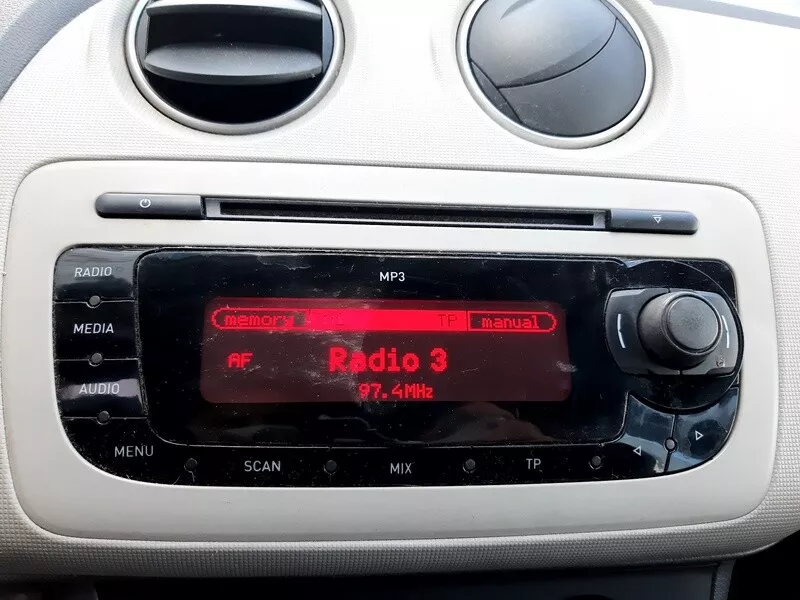 MP3
RADIO
MEDIA
AUDIO
memory TP manual
AF Radio 3
97.4MHz
MENU SCAN MIX TP